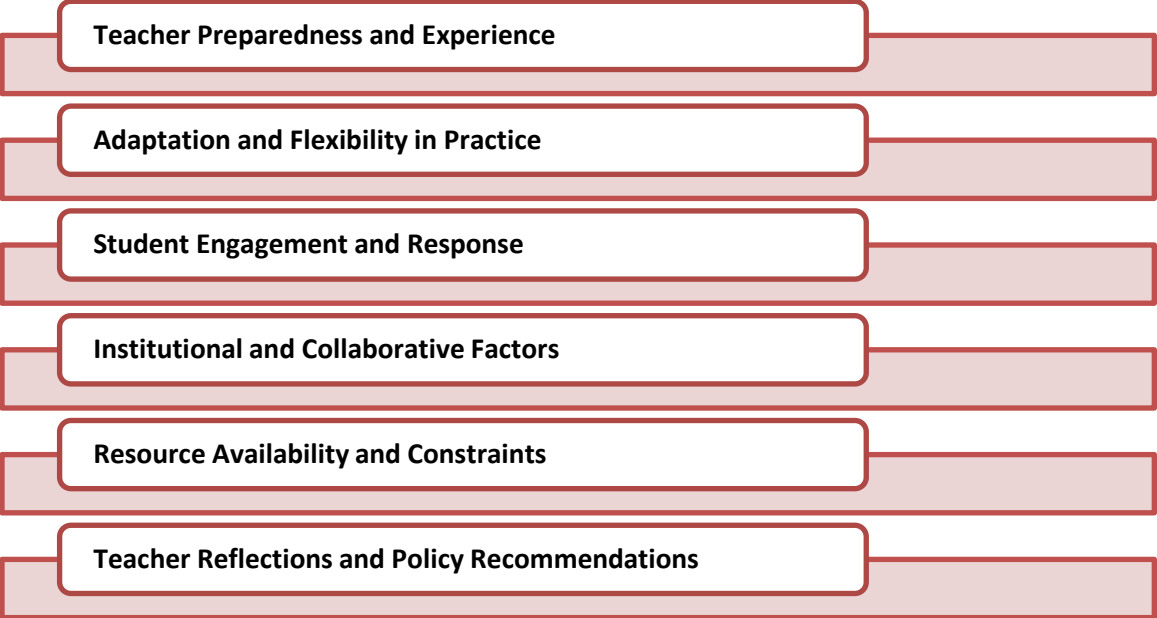 Teacher Preparedness and Experience
Adaptation and Flexibility in Practice
Student Engagement and Response
Institutional and Collaborative Factors
Resource Availability and Constraints
Teacher Reflections and Policy Recommendations